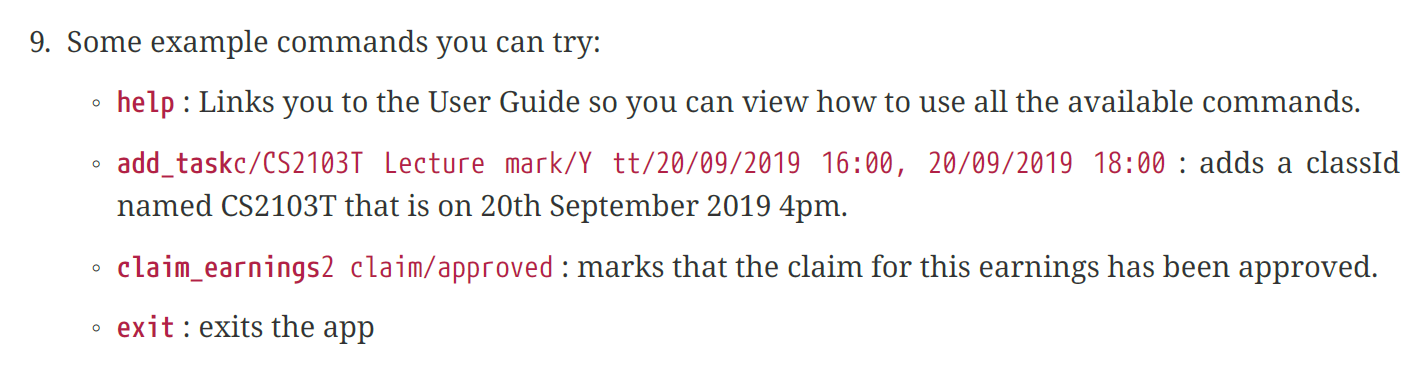 9. Some example commands you can try:
◦ help : Links you to the User Guide so you can view how to use all the available commands.
◦ add_taskc/CS2103T Lecture mark/Y tt/20/09/2019 16:00, 20/09/2019 18:00 : adds a classId
named CS2103T that is on 20th September 2019 4pm.
◦ claim_earnings2 claim/approved : marks that the claim for this earnings has been approved.
◦ exit : exits the app